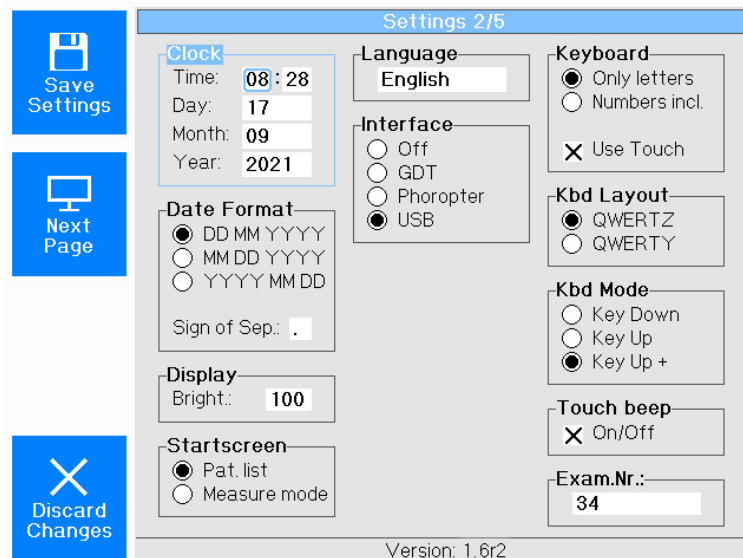 Settings 2/5
Save
Settings
Next
Page
Discard
Changes
Clock
Time: 08 : 28
Day: 17
Month: 09
Year: 2021
Date Format
DD MM YYYY
MM DD YYYY
YYYY MM DD
Sign of Sep.: .
Display
Bright.: 100
Startscreen
Pat. list
Measure mode
Language
English
Interface
Off
GDT
Phoropter
USB
Keyboard
Only letters
Numbers incl.
Use Touch
Kbd Layout
QWERTZ
QWERTY
Kbd Mode
Key Down
Key Up
Key Up +
Touch beep
On/Off
Exam.Nr.:
34
Version: 1.6r2